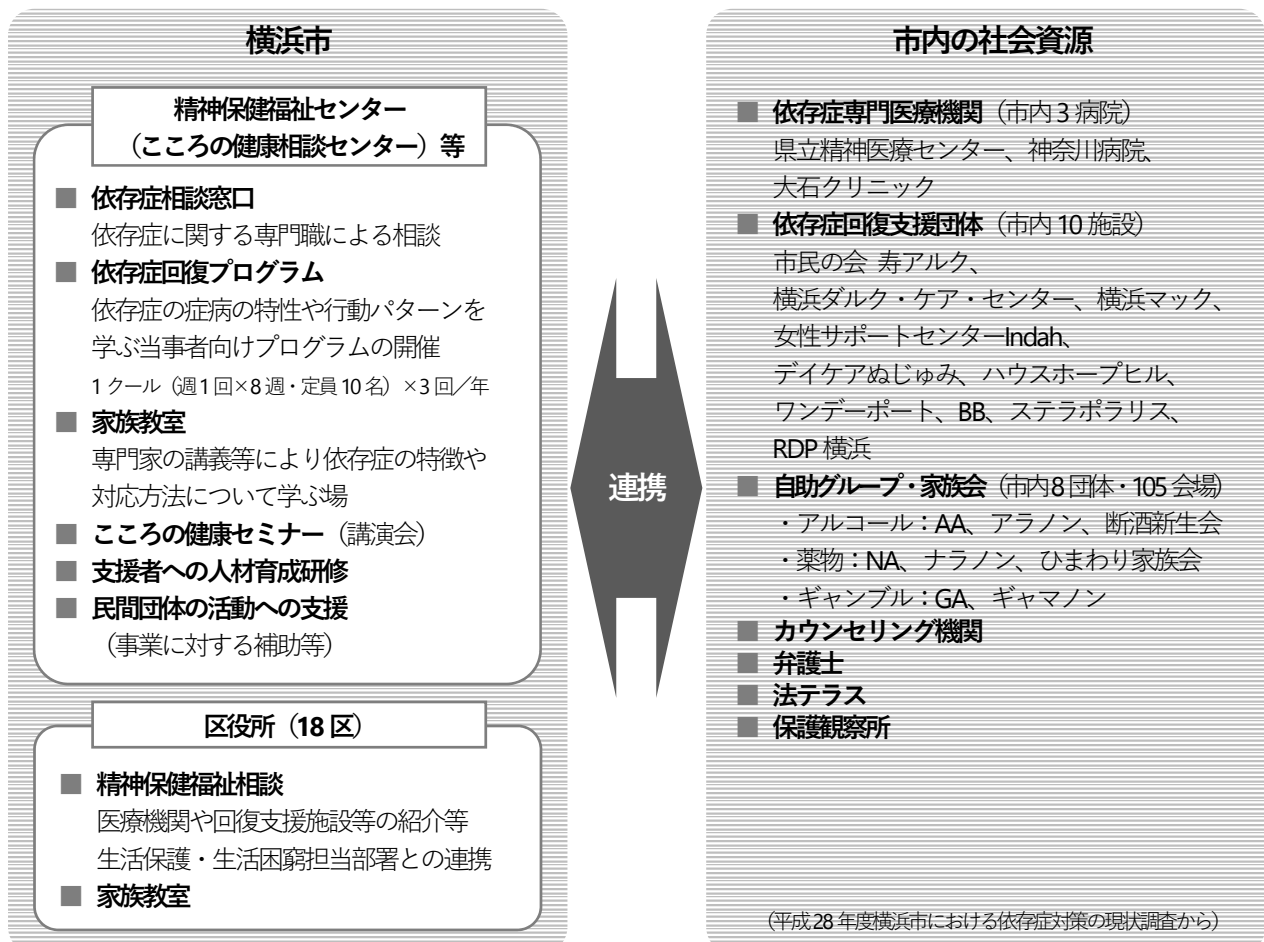 横浜市
精神保健福祉センター
（こころの健康相談センター）等
■ 依存症相談窓口
依存症に関する専門職による相談
■ 依存症回復プログラム
依存症の症病の特性や行動パターンを
学ぶ当事者向けプログラムの開催
1クール（週1回×8週・定員10名）×3回／年
■ 家族教室
専門家の講義等により依存症の特徴や
対応方法について学ぶ場
■ こころの健康セミナー（講演会）
■ 支援者への人材育成研修
■ 民間団体の活動への支援
（事業に対する補助等）
区役所（18区）
■ 精神保健福祉相談
医療機関や回復支援施設等の紹介等
生活保護・生活困窮担当部署との連携
■ 家族教室
連携
市内の社会資源
■ 依存症専門医療機関（市内3病院）
県立精神医療センター、神奈川病院、
大石クリニック
■ 依存症回復支援団体（市内10施設）
市民の会 寿アルク、
横浜ダルク・ケア・センター、横浜マック、
女性サポートセンターIndah、
デイケアぬじゅみ、ハウスホープヒル、
ワンデーポート、BB、ステラポラリス、
RDP横浜
■ 自助グループ・家族会（市内8団体・105会場）
・アルコール：AA、アラノン、断酒新生会
・薬物：NA、ナラノン、ひまわり家族会
・ギャンブル：GA、ギャマノン
■ カウンセリング機関
■ 弁護士
■ 法テラス
■ 保護観察所
（平成28年度横浜市における依存症対策の現状調査から）